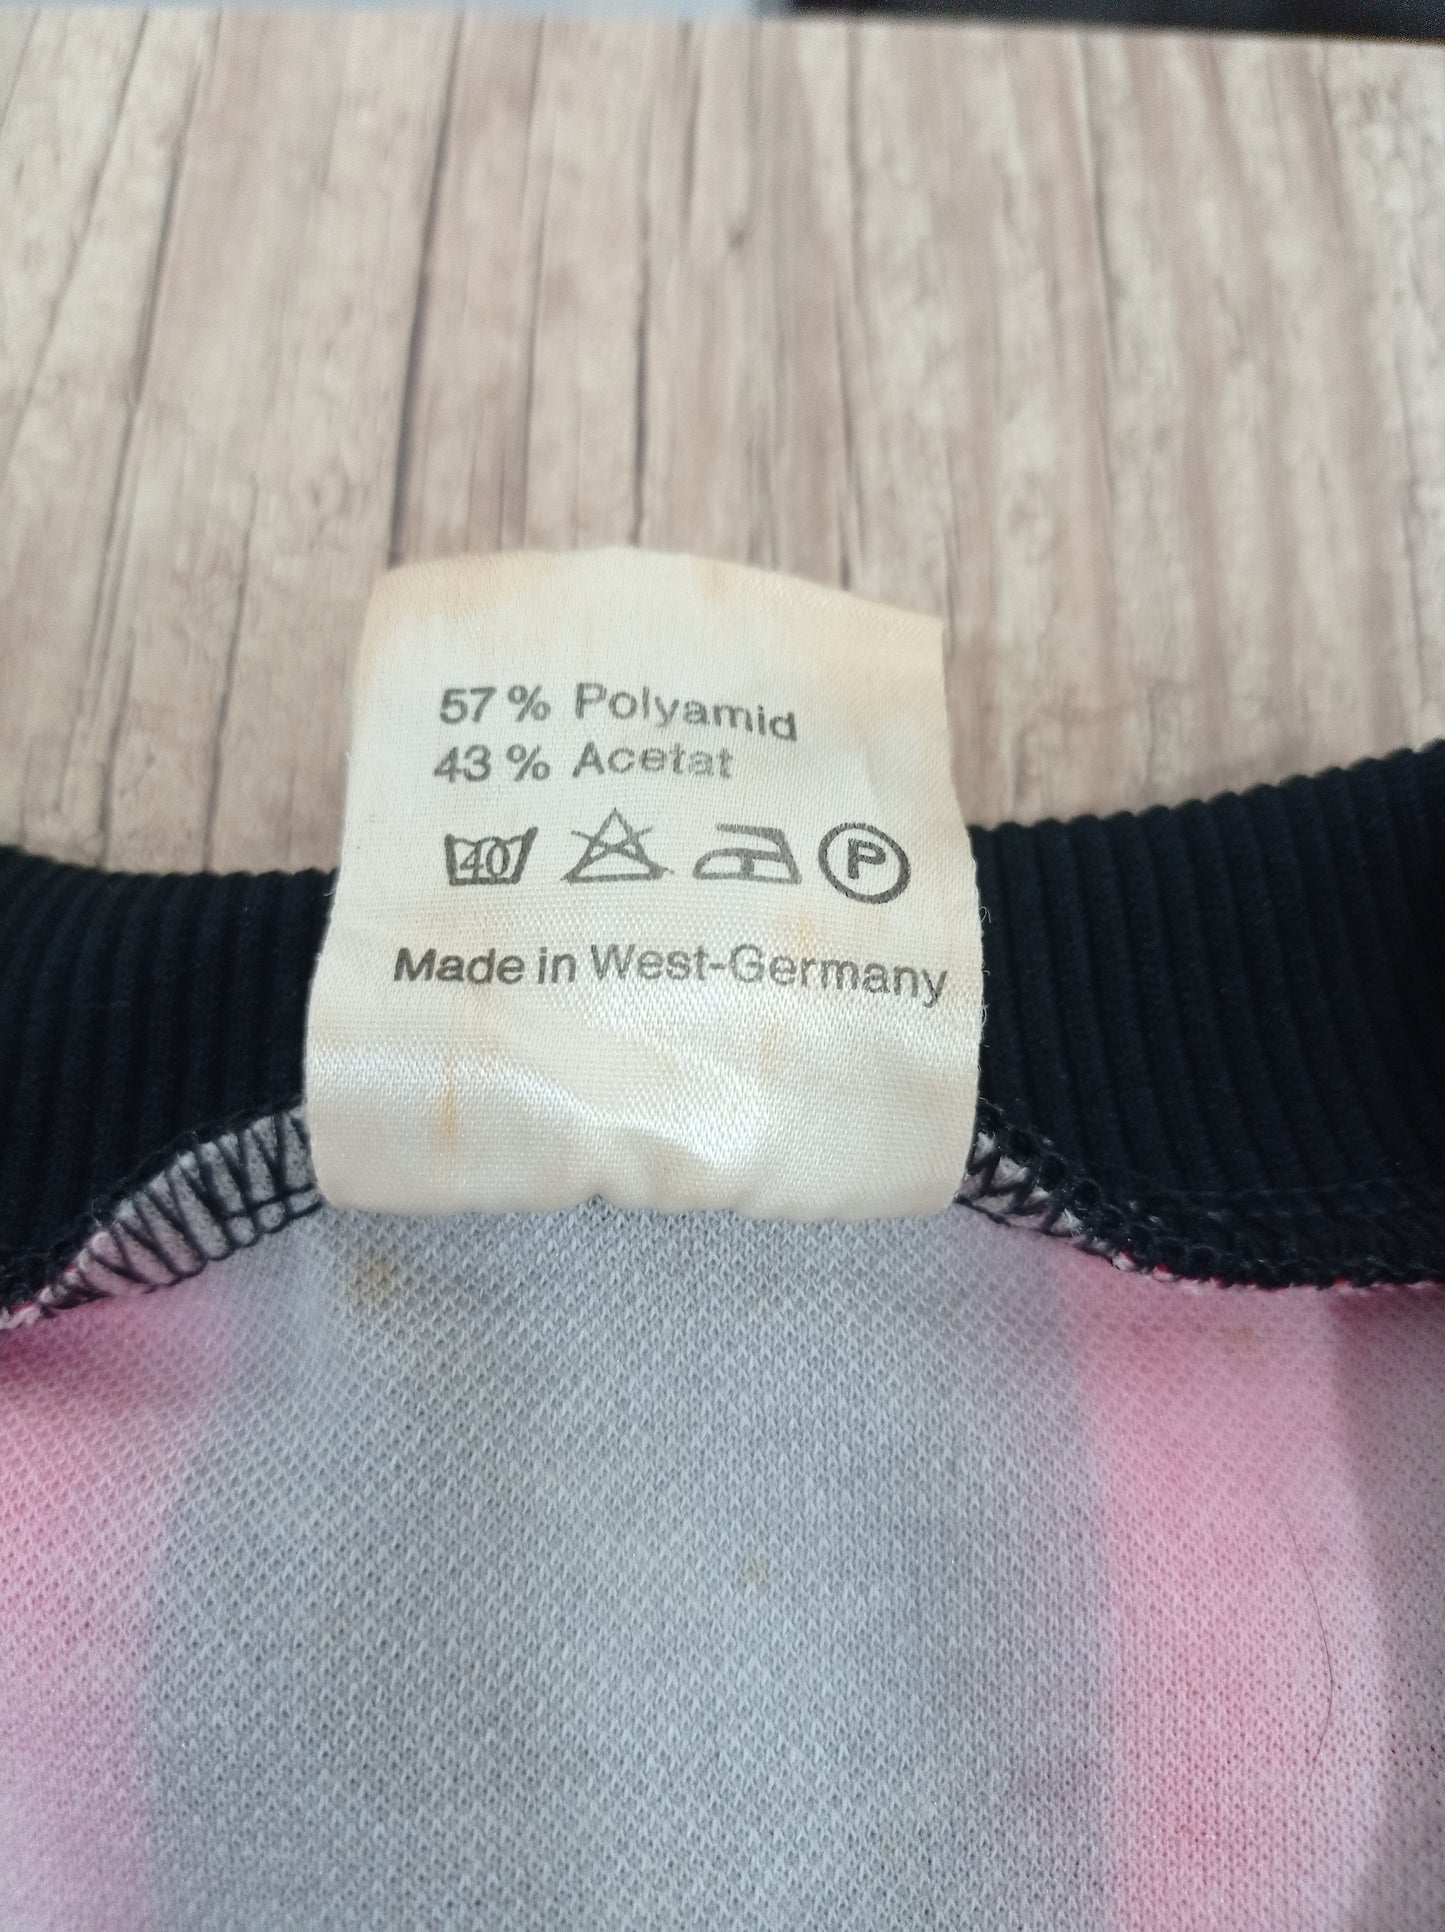 57% Polyamid
43% Acetat
40 P
Made in West-Germany